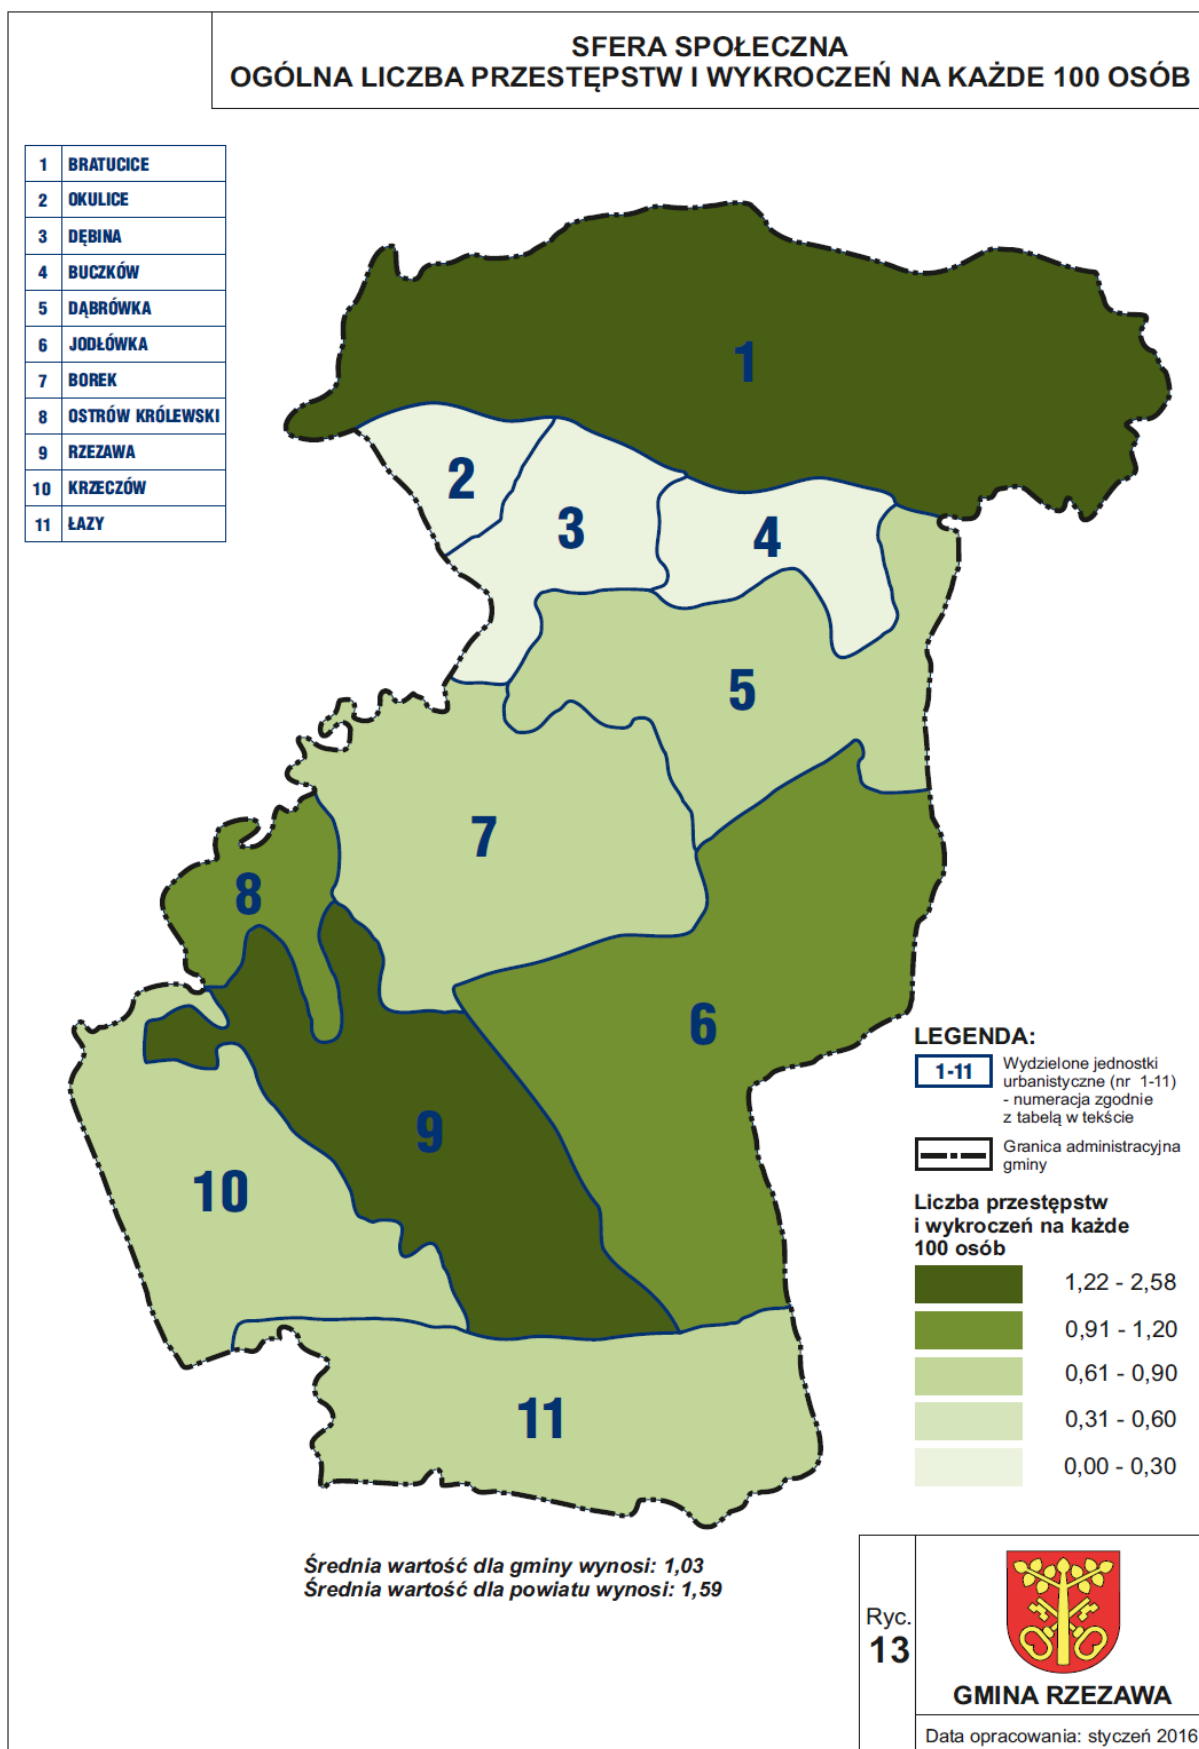 SFERA SPOŁECZNA
OGÓLNA LICZBA PRZESTĘPSTW I WYKROCZEŃ NA KAŻDE 100 OSÓB
1 BRATUCICE
2 OKULICE
3 DĘBINA
4 BUCZKÓW
5 DĄBRÓWKA
6 JODŁÓWKA
7 BOREK
8 OSTRÓW KRÓLEWSKI
9 RZEZAWA
10 KRZECZÓW
11 ŁAZY
1
2
3
4
5
7
8
6
9
10
11
LEGENDA:
1-11 Wydzielone jednostki
urbanistyczne (nr 1-11)
- numeracja zgodnie
z tabelą w tekście
Granica administracyjna
gminy
Liczba przestępstw
i wykroczeń na każde
100 osób
1,22 - 2,58
0,91 - 1,20
0,61 - 0,90
0,31 - 0,60
0,00 - 0,30
Średnia wartość dla gminy wynosi: 1,03
Średnia wartość dla powiatu wynosi: 1,59
Ryc.
13
GMINA RZEZAWA
Data opracowania: styczeń 2016